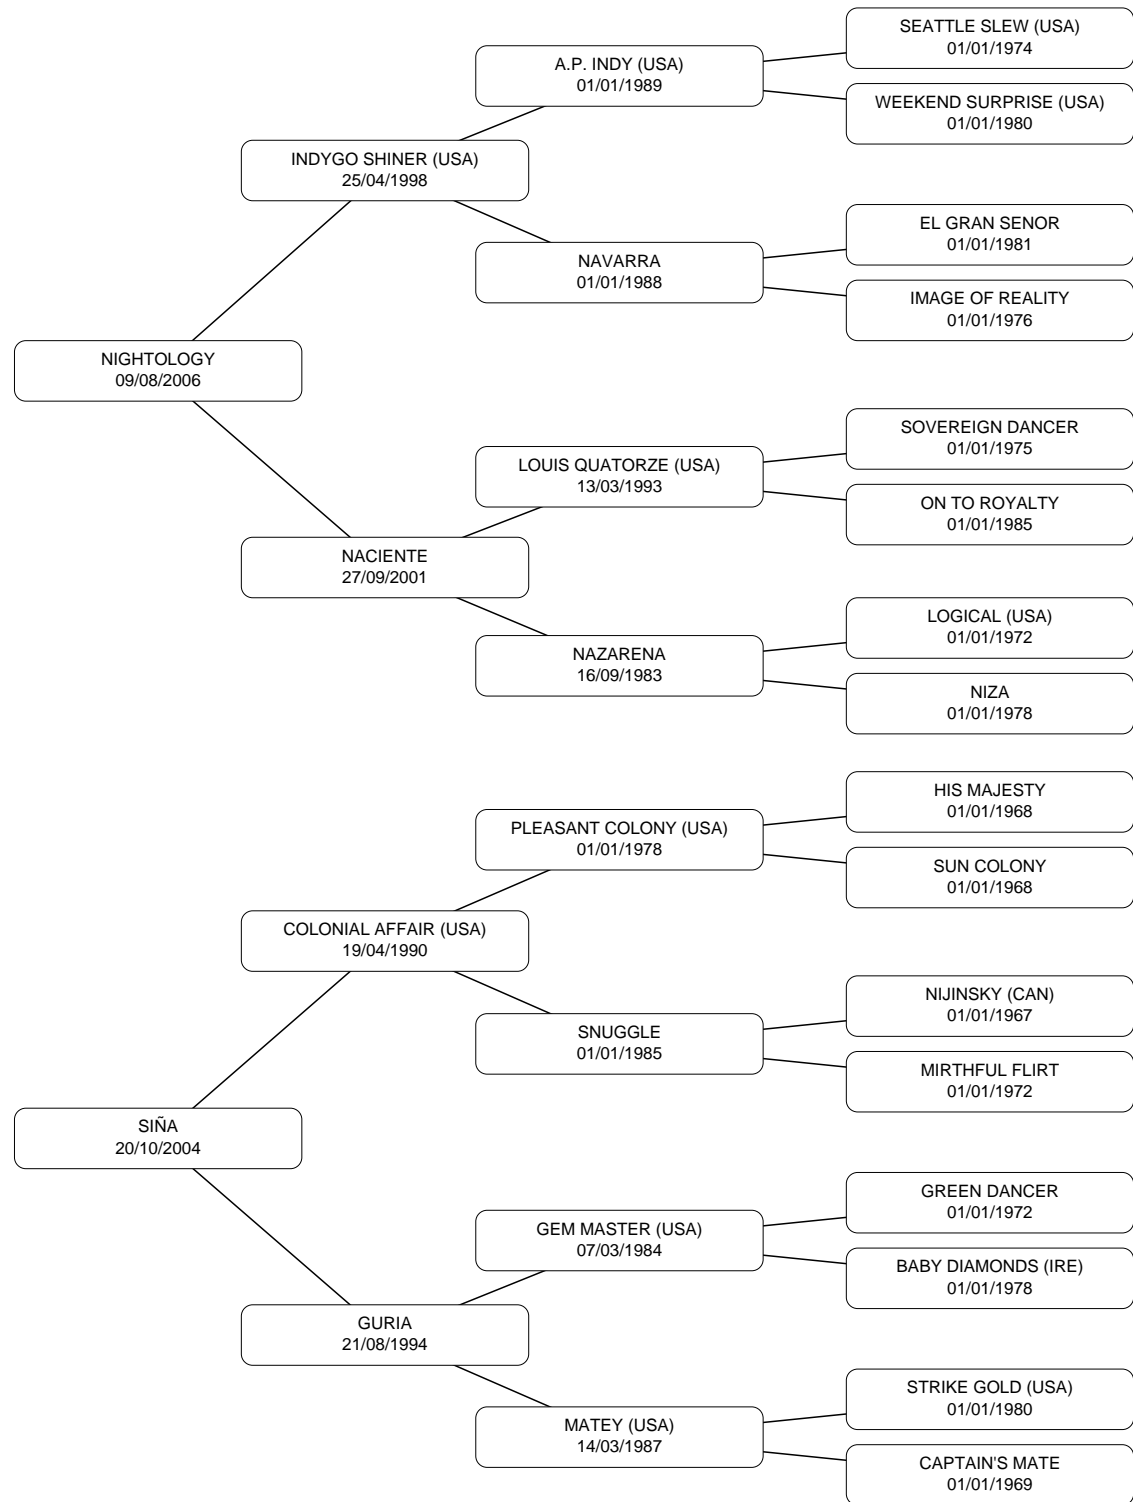 SEATTLE SLEW (USA)
01/01/1974
A.P. INDY (USA)
01/01/1989
WEEKEND SURPRISE (USA)
01/01/1980
INDYGO SHINER (USA)
25/04/1998
EL GRAN SENOR
01/01/1981
NAVARRA
01/01/1988
IMAGE OF REALITY
01/01/1976
NIGHTOLOGY
09/08/2006
SOVEREIGN DANCER
01/01/1975
LOUIS QUATORZE (USA)
13/03/1993
ON TO ROYALTY
01/01/1985
NACIENTE
27/09/2001
LOGICAL (USA)
01/01/1972
NAZARENA
16/09/1983
NIZA
01/01/1978
HIS MAJESTY
01/01/1968
PLEASANT COLONY (USA)
01/01/1978
SUN COLONY
01/01/1968
COLONIAL AFFAIR (USA)
19/04/1990
NIJINSKY (CAN)
01/01/1967
SNUGGLE
01/01/1985
MIRTHFUL FLIRT
01/01/1972
SIÑA
20/10/2004
GREEN DANCER
01/01/1972
GEM MASTER (USA)
07/03/1984
BABY DIAMONDS (IRE)
01/01/1978
GURIA
21/08/1994
STRIKE GOLD (USA)
01/01/1980
MATEY (USA)
14/03/1987
CAPTAIN'S MATE
01/01/1969